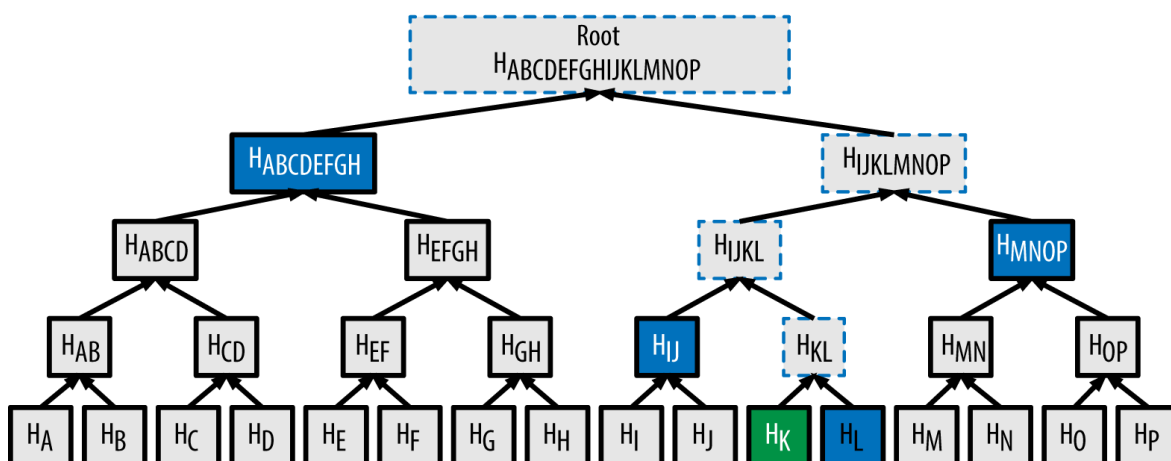 Root
HABCDEFGHIJKLMNOP
HABCDEFGH
HIJKLMNOP
HABCD
HEFGH
HIJKL
HMNOP
HAB
HCD
HEF
HGH
HIJ
HKL
HMN
HOP
HA
HB
HC
HD
HE
HF
HG
HH
HI
HJ
HK
HL
HM
HN
HO
HP